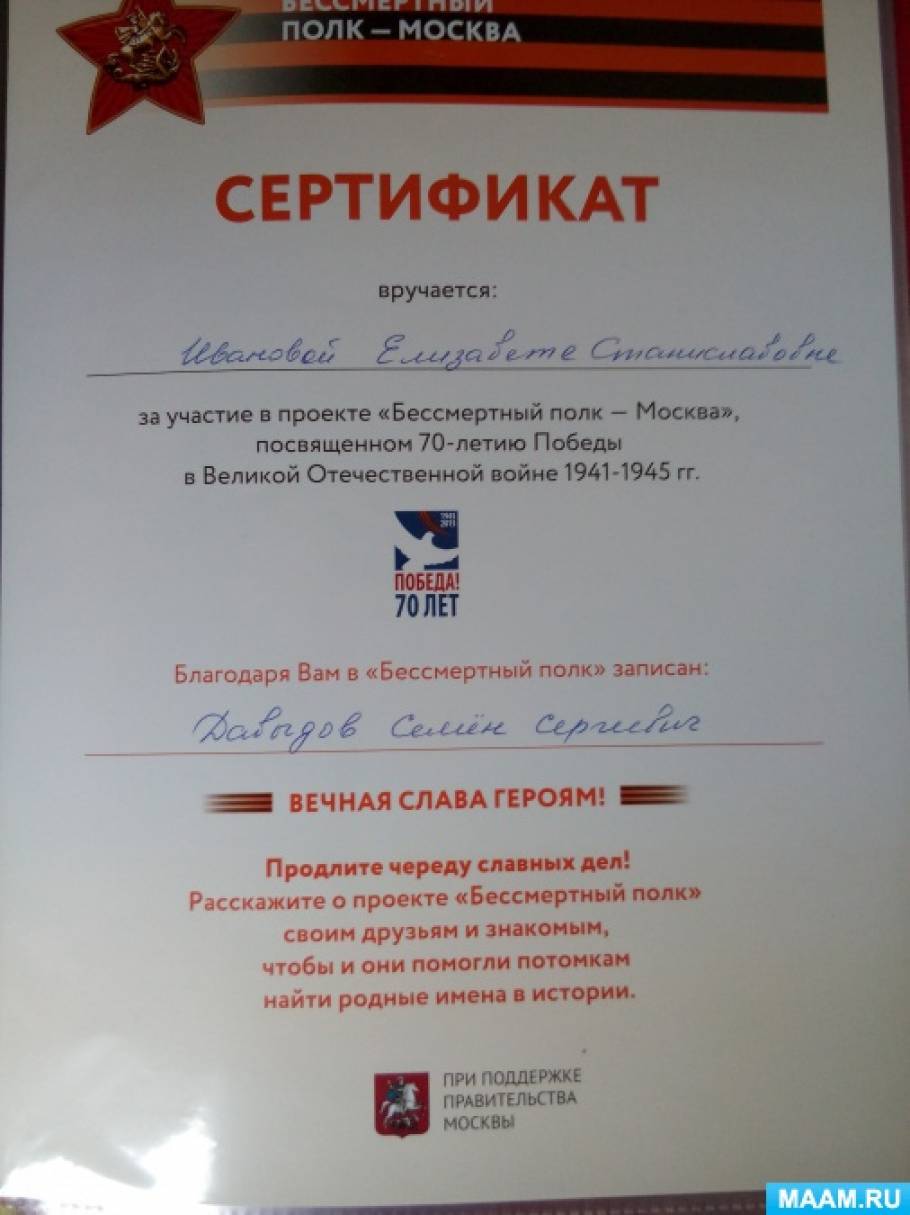 БЕССМЕРТНЫЙ
ПОЛК — МОСКВА
СЕРТИФИКАТ
вручается:
Ивановой Елизавете Станиславовне
за участие в проекте «Бессмертный полк — Москва»,
посвященном 70-летию Победы
в Великой Отечественной войне 1941-1945 гг.
1945
2015
ПОБЕДА!
70 ЛЕТ
Благодаря Вам в «Бессмертный полк» записан:
Давыдов Семён Сергиевич
ВЕЧНАЯ СЛАВА ГЕРОЯМ!
Продлите череду славных дел!
Расскажите о проекте «Бессмертный полк»
своим друзьям и знакомым,
чтобы и они помогли потомкам
найти родные имена в истории.
ПРИ ПОДДЕРЖКЕ
ПРАВИТЕЛЬСТВА
МОСКВЫ
MAAM.RU